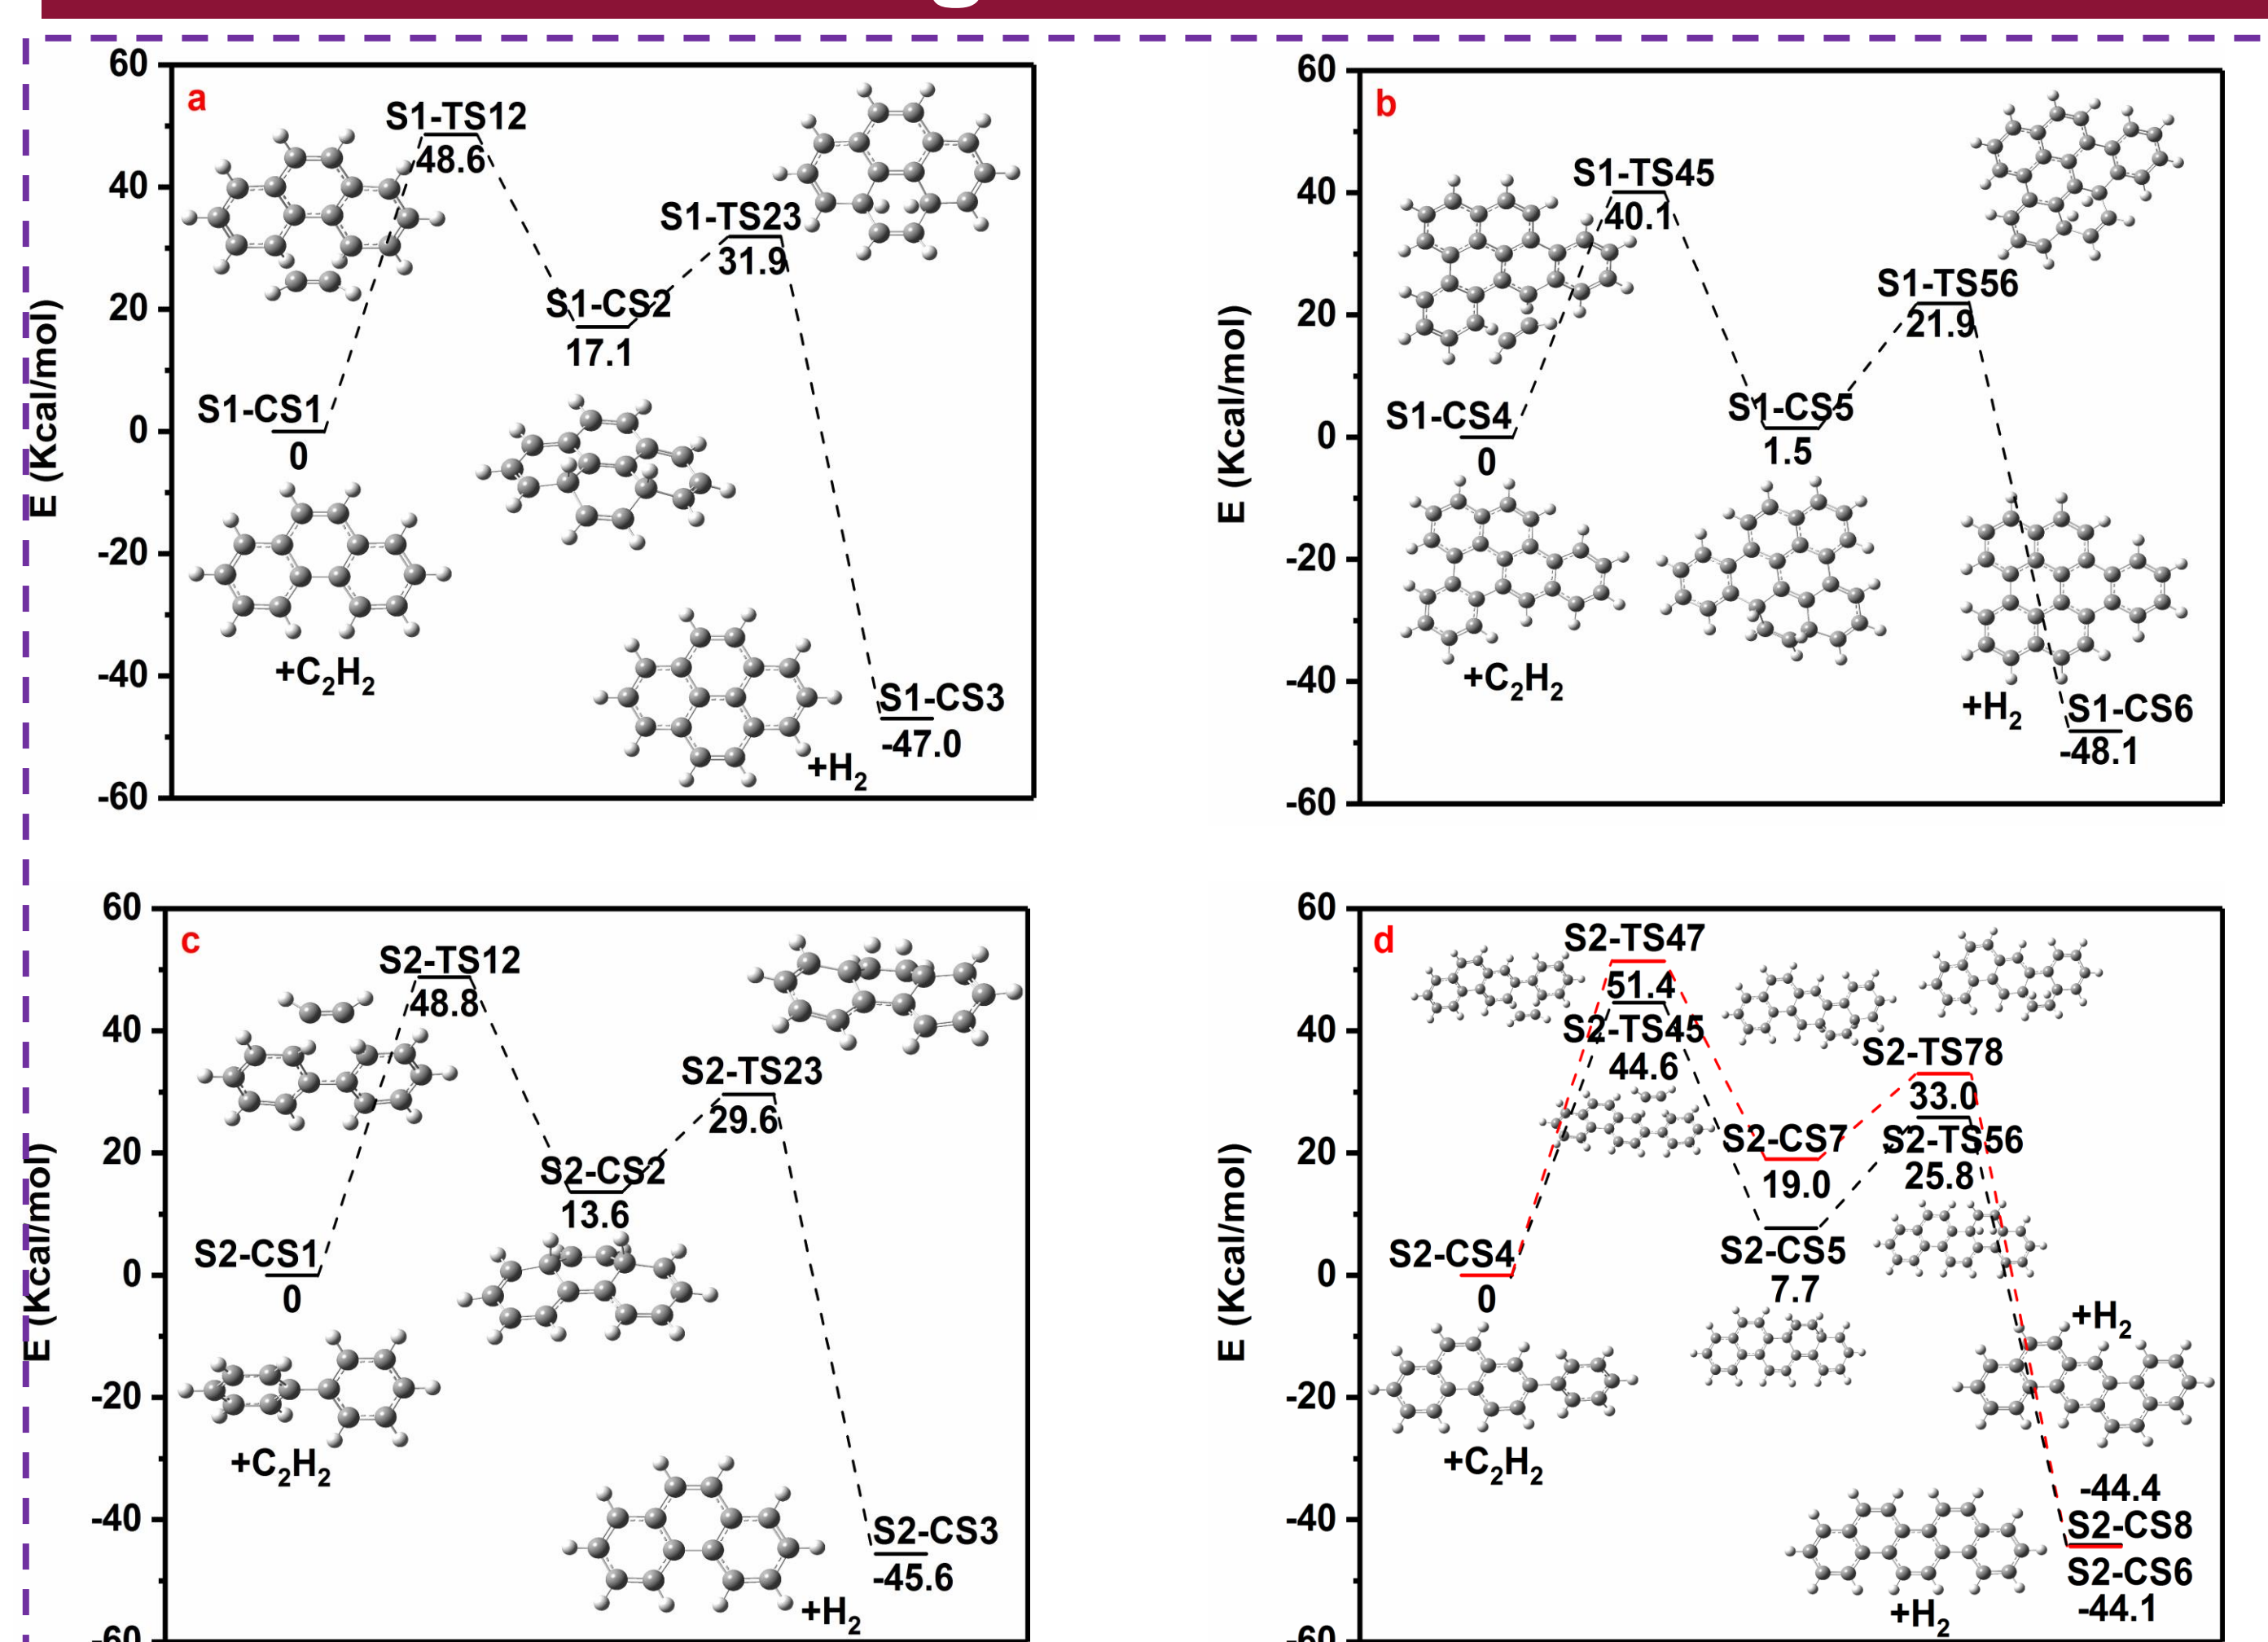 60
40
20
0
-20
-40
-60
E (Kcal/mol)
a
S1-TS12
48.6
S1-TS23
31.9
S1-CS2
17.1
S1-CS1
0
+C₂H₂
S1-CS3
-47.0
+H₂
60
40
20
0
-20
-40
-60
E (Kcal/mol)
b
S1-TS45
40.1
S1-TS56
21.9
S1-CS4
0
S1-CS5
1.5
+C₂H₂
+H₂
S1-CS6
-48.1
60
40
20
0
-20
-40
-60
E (Kcal/mol)
c
S2-TS12
48.8
S2-TS23
29.6
S2-CS2
13.6
S2-CS1
0
+C₂H₂
S2-CS3
-45.6
+H₂
60
40
20
0
-20
-40
-60
E (Kcal/mol)
d
S2-TS47
51.4
S2-TS45
44.6
S2-TS78
33.0
S2-TS56
25.8
S2-CS7
19.0
S2-CS4
0
S2-CS5
7.7
+C₂H₂
+H₂
-44.4
S2-CS8
S2-CS6
-44.1
+H₂